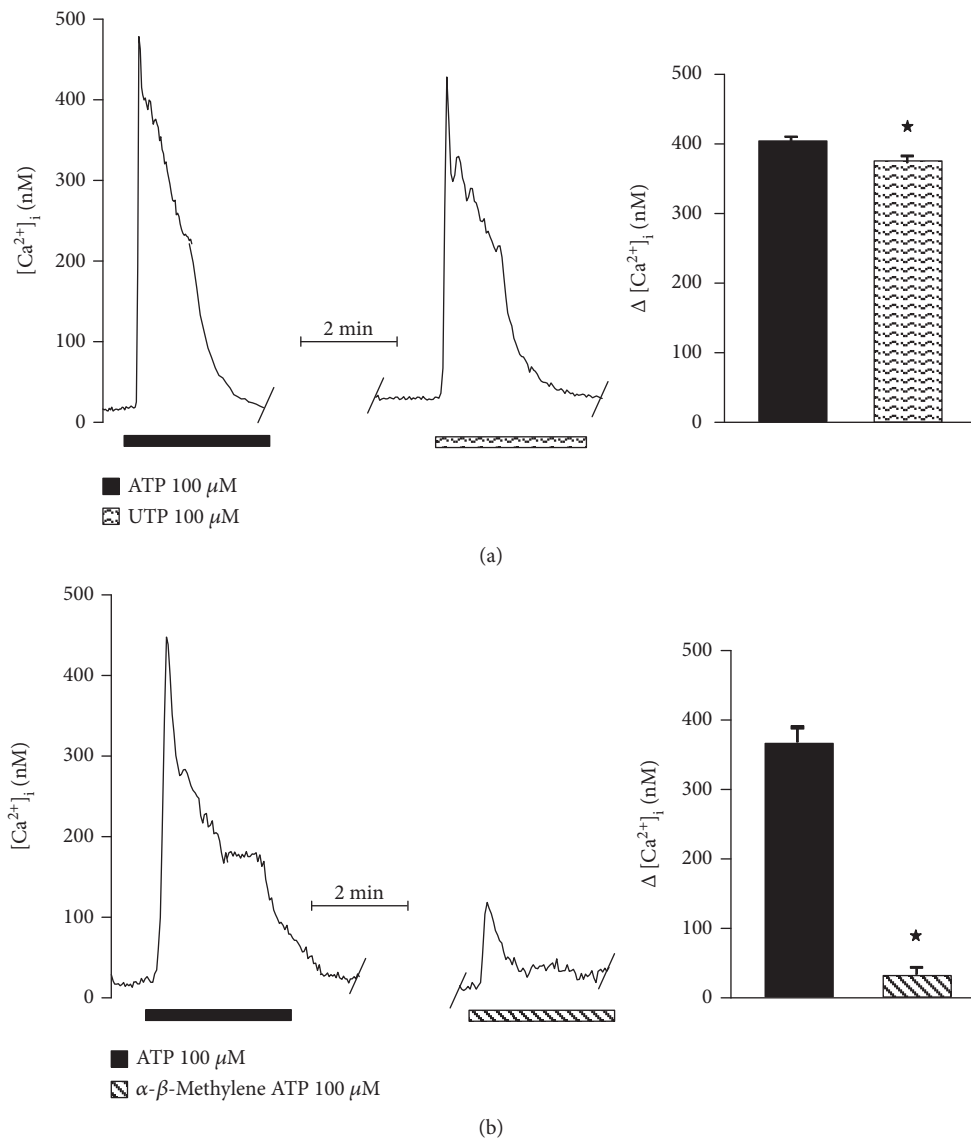 500
400
300
200
100
0
[Ca²⁺]ᵢ (nM)
2 min
ATP 100 μM
UTP 100 μM
500
400
300
200
100
0
Δ [Ca²⁺]ᵢ (nM)
★
(a)
500
400
300
200
100
0
[Ca²⁺]ᵢ (nM)
2 min
ATP 100 μM
α-β-Methylene ATP 100 μM
500
400
300
200
100
0
Δ [Ca²⁺]ᵢ (nM)
★
(b)